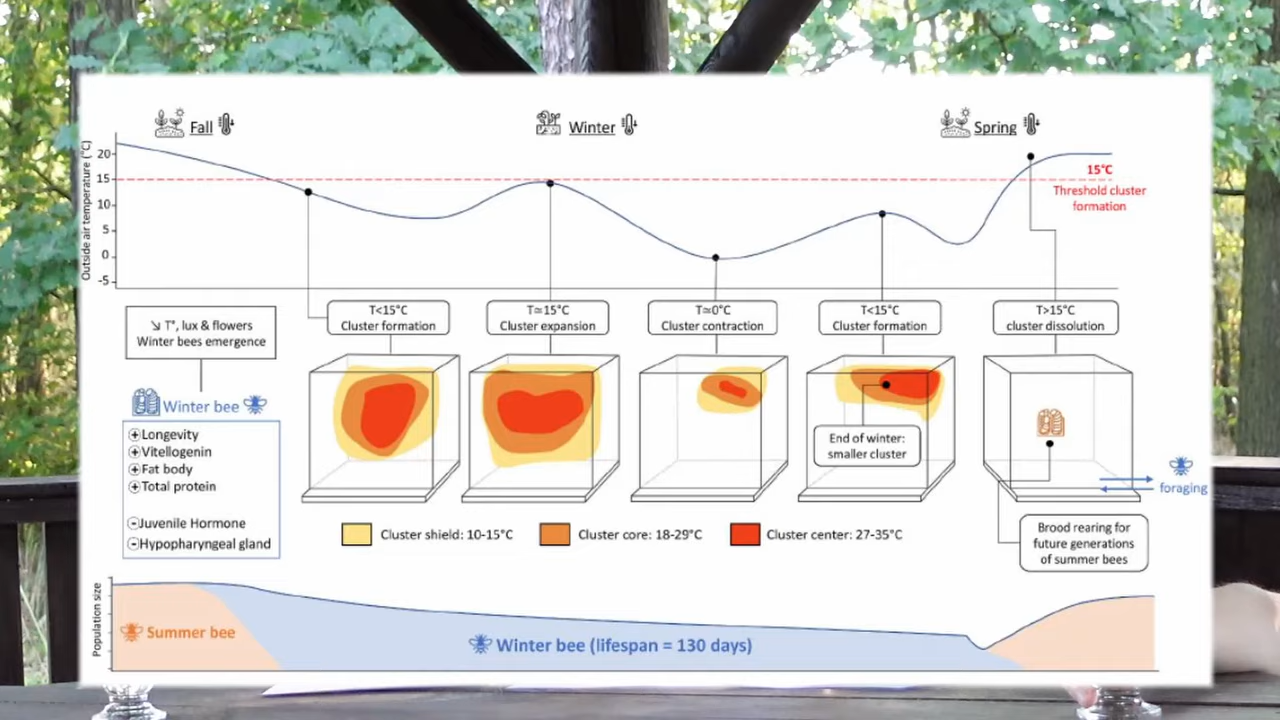 Fall
Winter
Spring
Outside air temperature (°C)
20
15
10
5
0
-5
15°C
Threshold cluster
formation
↘ T°, lux & flowers
Winter bees emergence
T<15°C
Cluster formation
T≃15°C
Cluster expansion
T≃0°C
Cluster contraction
T<15°C
Cluster formation
T>15°C
cluster dissolution
Winter bee
+Longevity
+Vitellogenin
+Fat body
+Total protein
-Juvenile Hormone
-Hypopharyngeal gland
End of winter:
smaller cluster
foraging
Brood rearing for
future generations
of summer bees
Cluster shield: 10-15°C
Cluster core: 18-29°C
Cluster center: 27-35°C
Population size
Summer bee
Winter bee (lifespan = 130 days)